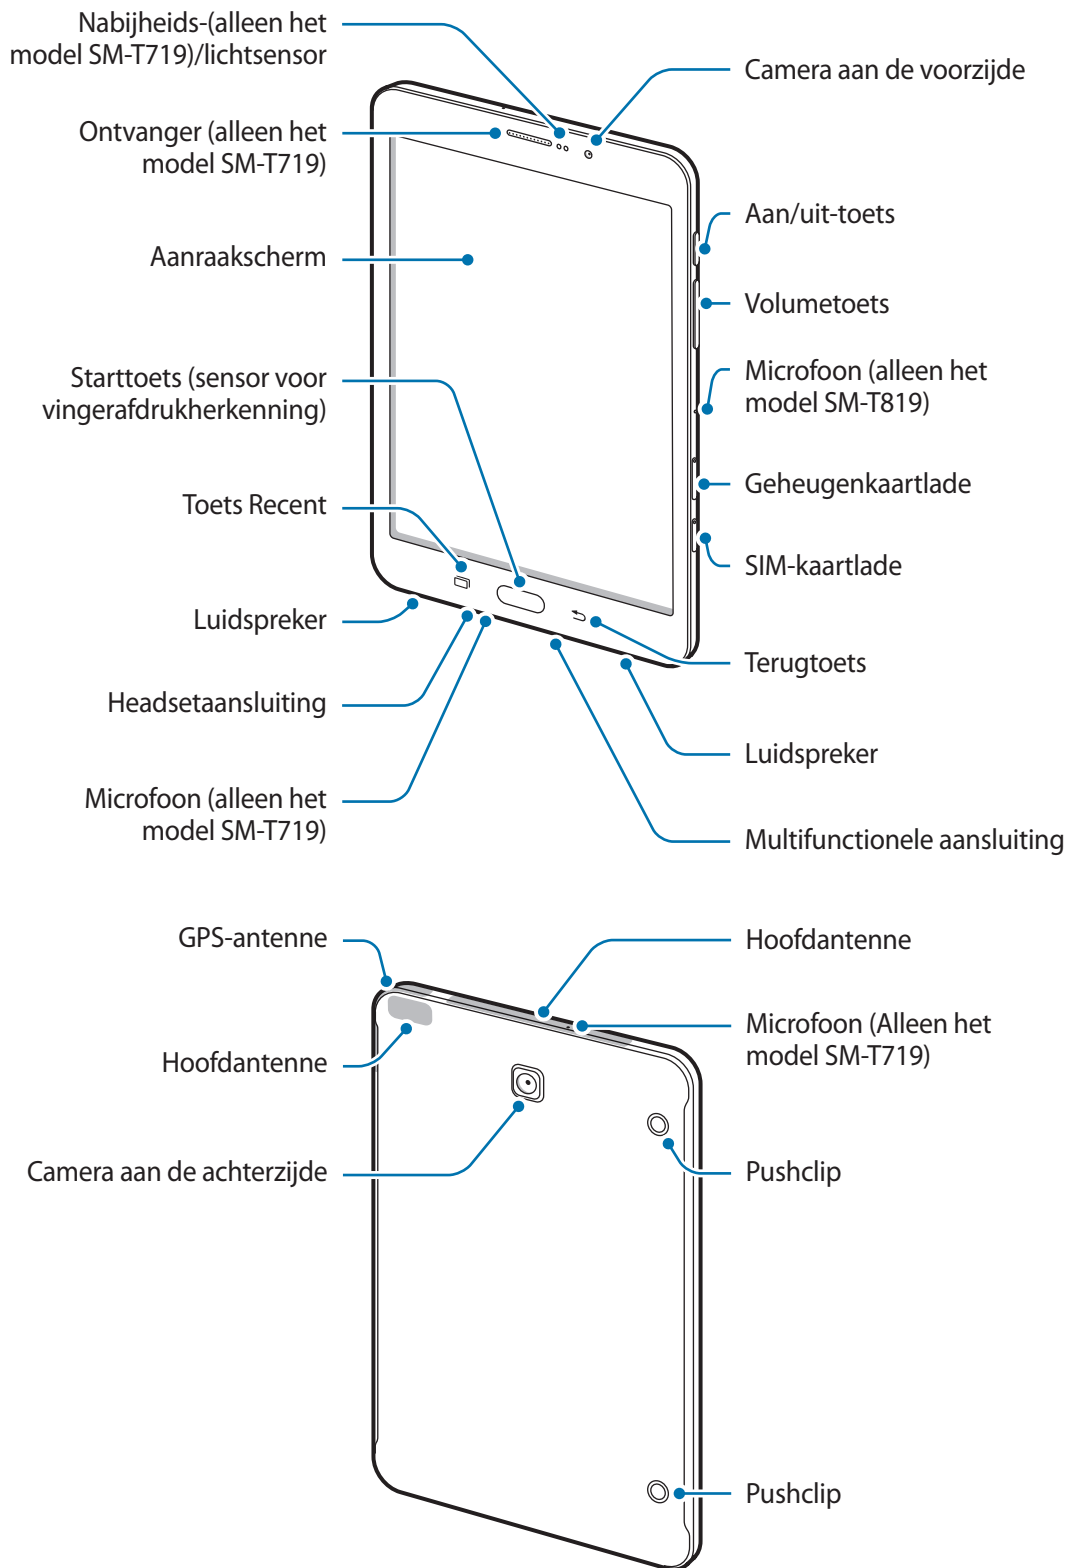 Nabijheids-(alleen het
model SM-T719)/lichtsensor
Ontvanger (alleen het
model SM-T719)
Aanraakscherm
Starttoets (sensor voor
vingerafdrukherkenning)
Toets Recent
Luidspreker
Headsetaansluiting
Microfoon (alleen het
model SM-T719)
Camera aan de voorzijde
Aan/uit-toets
Volumetoets
Microfoon (alleen het
model SM-T819)
Geheugenkaartlade
SIM-kaartlade
Terugtoets
Luidspreker
Multifunctionele aansluiting
GPS-antenne
Hoofdantenne
Camera aan de achterzijde
Hoofdantenne
Microfoon (Alleen het
model SM-T719)
Pushclip
Pushclip